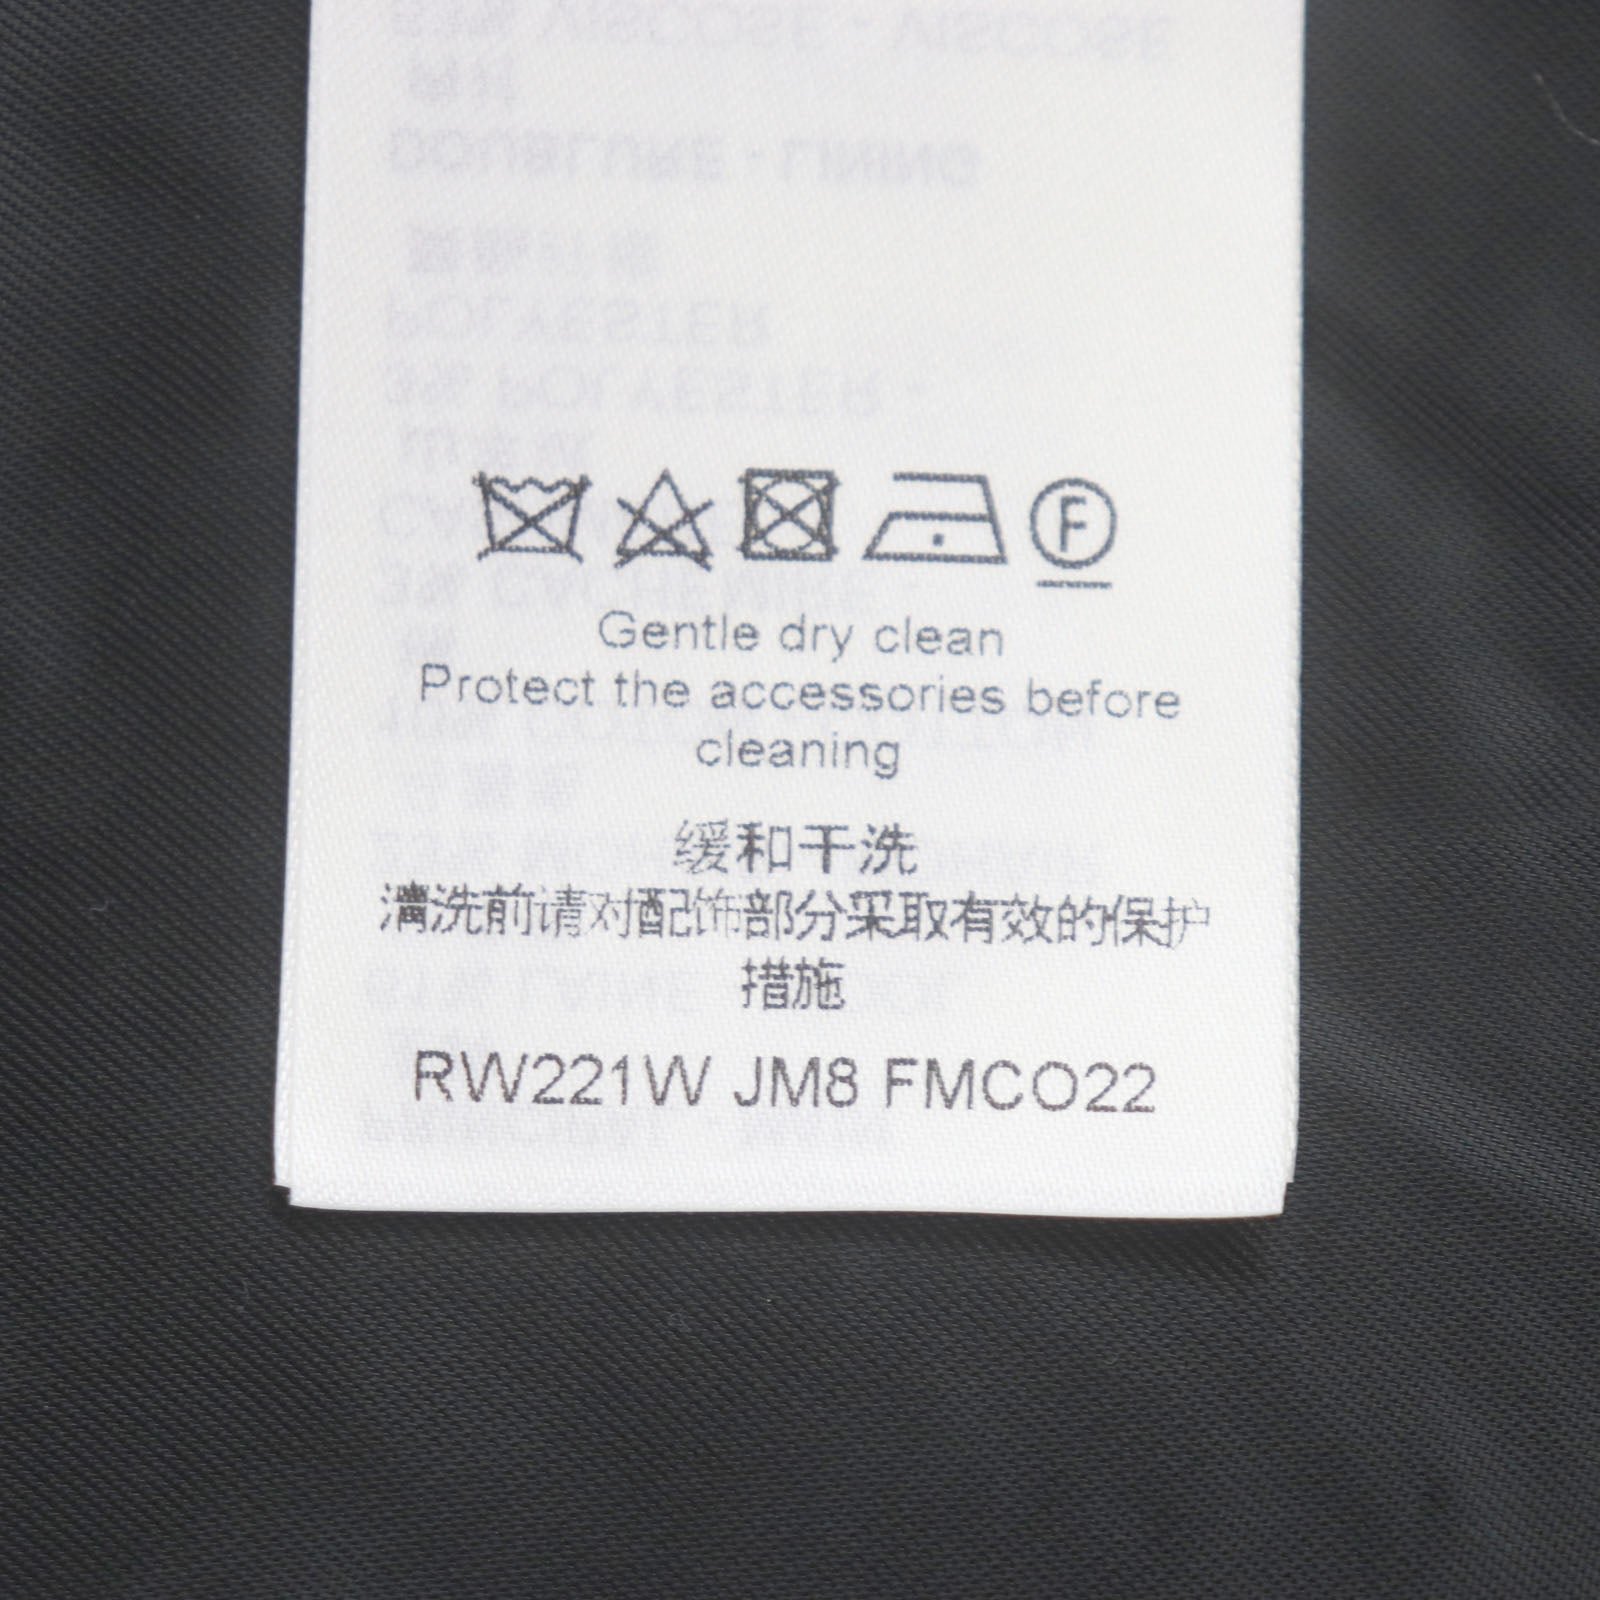 F
Gentle dry clean
Protect the accessories before
cleaning
缓和干洗
清洗前请对配饰部分采取有效的保护
措施
RW221W JM8 FMCO22